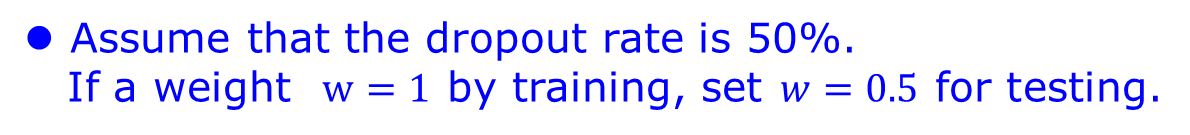 ● Assume that the dropout rate is 50%.
If a weight w = 1 by training, set w = 0.5 for testing.